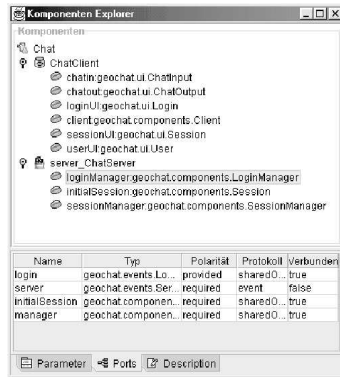 Komponenten Explorer
Komponenten
Chat
ChatClient
chatin:geochat.ui.ChatInput
chatout:geochat.ui.ChatOutput
loginUI:geochat.ui.Login
client:geochat.components.Client
sessionUI:geochat.ui.Session
userUI:geochat.ui.User
server_ChatServer
loginManager:geochat.components.LoginManager
initialSession:geochat.components.Session
sessionManager:geochat.components.SessionManager
Name Typ Polarität Protokoll Verbunden
login geochat.events.Lo... provided sharedO... true
server geochat.events.Ser... required event false
initialSession geochat.componen... required sharedO... true
manager geochat.componen... required sharedO... true
Parameter Ports Description